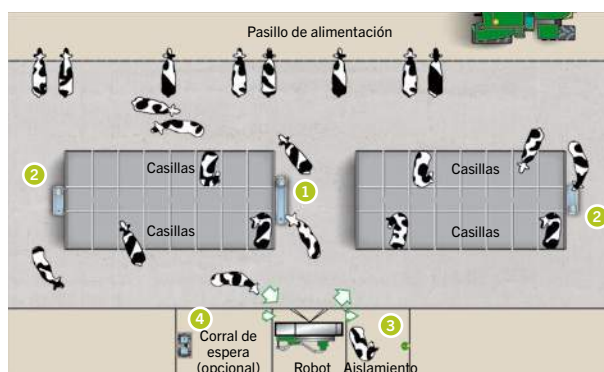 Pasillo de alimentación
Casillas
Casillas
2
1
2
Casillas
Casillas
4
3
Corral de
espera
(opcional)
Robot
Aislamiento